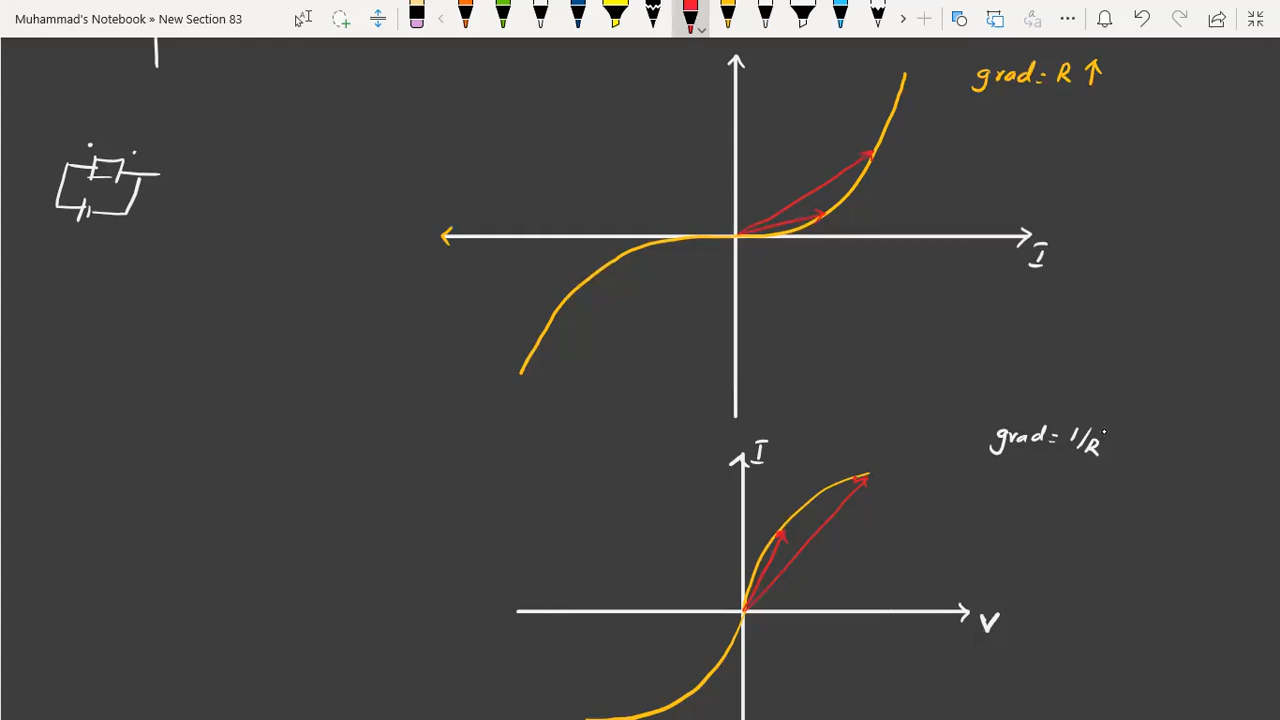 Muhammad's Notebook » New Section 83
grad= R ↑
I
I
grad= 1/R
V